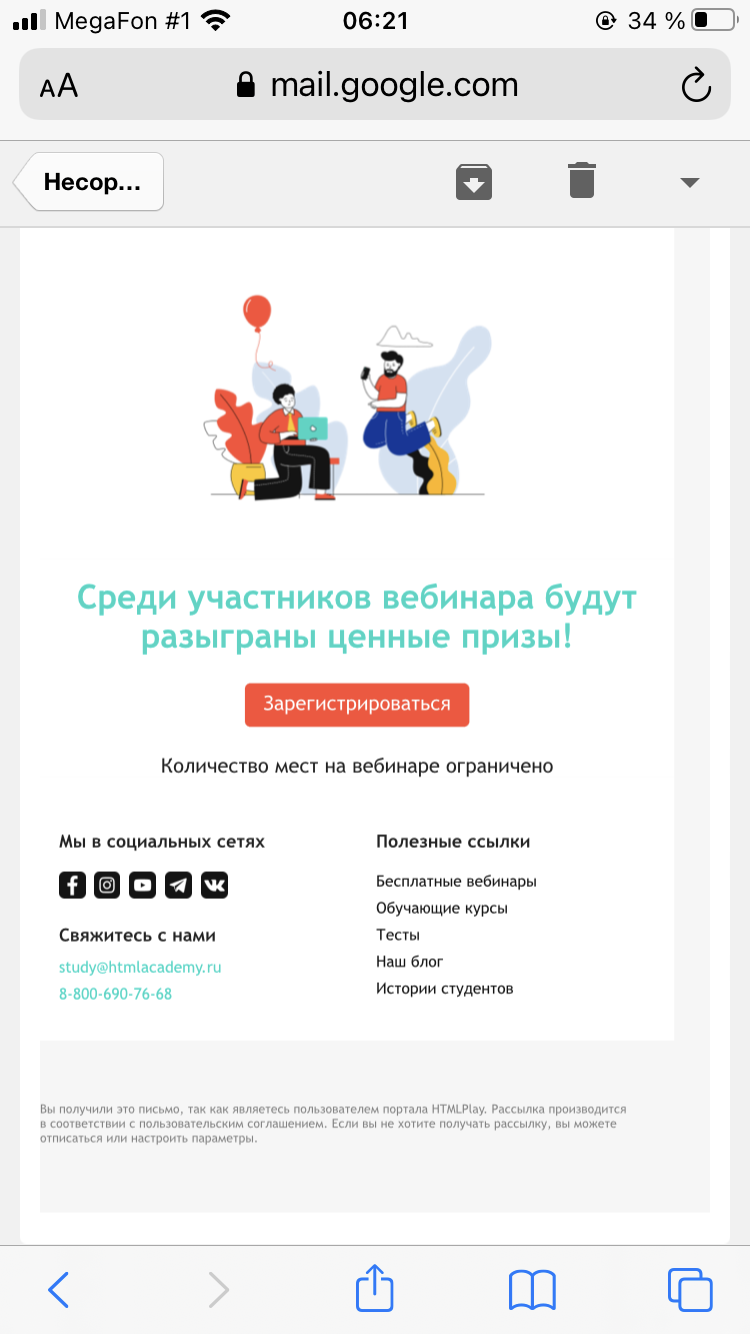 MegaFon #1 06:21 34 %
AA mail.google.com
Несор...
Среди участников вебинара будут
разыграны ценные призы!
Зарегистрироваться
Количество мест на вебинаре ограничено
Мы в социальных сетях
Свяжитесь с нами
study@htmlacademy.ru
8-800-690-76-68
Полезные ссылки
Бесплатные вебинары
Обучающие курсы
Тесты
Наш блог
Истории студентов
Вы получили это письмо, так как являетесь пользователем портала HTMLPlay. Рассылка производится
в соответствии с пользовательским соглашением. Если вы не хотите получать рассылку, вы можете
отписаться или настроить параметры.